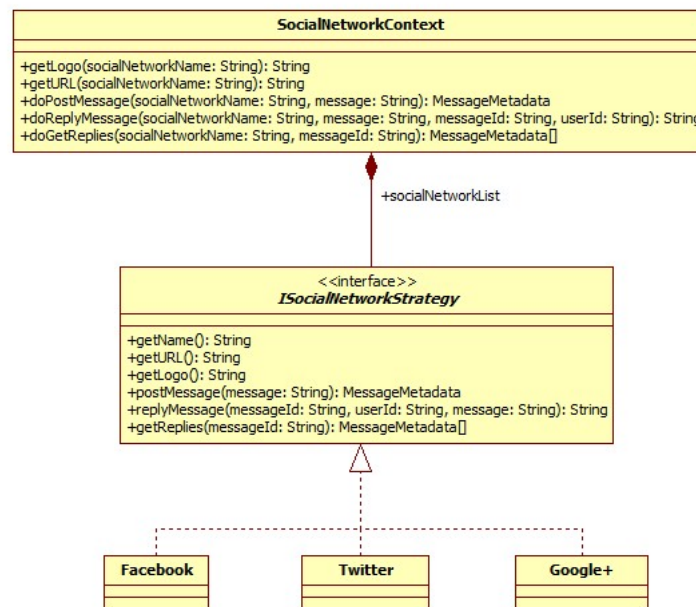 SocialNetworkContext
+getLogo(socialNetworkName: String): String
+getURL(socialNetworkName: String): String
+doPostMessage(socialNetworkName: String, message: String): MessageMetadata
+doReplyMessage(socialNetworkName: String, message: String, messageId: String, userId: String): String
+doGetReplies(socialNetworkName: String, messageId: String): MessageMetadata[]
+socialNetworkList
<<interface>>
ISocialNetworkStrategy
+getName(): String
+getURL(): String
+getLogo(): String
+postMessage(message: String): MessageMetadata
+replyMessage(messageId: String, userId: String, message: String): String
+getReplies(messageId: String): MessageMetadata[]
Facebook
Twitter
Google+